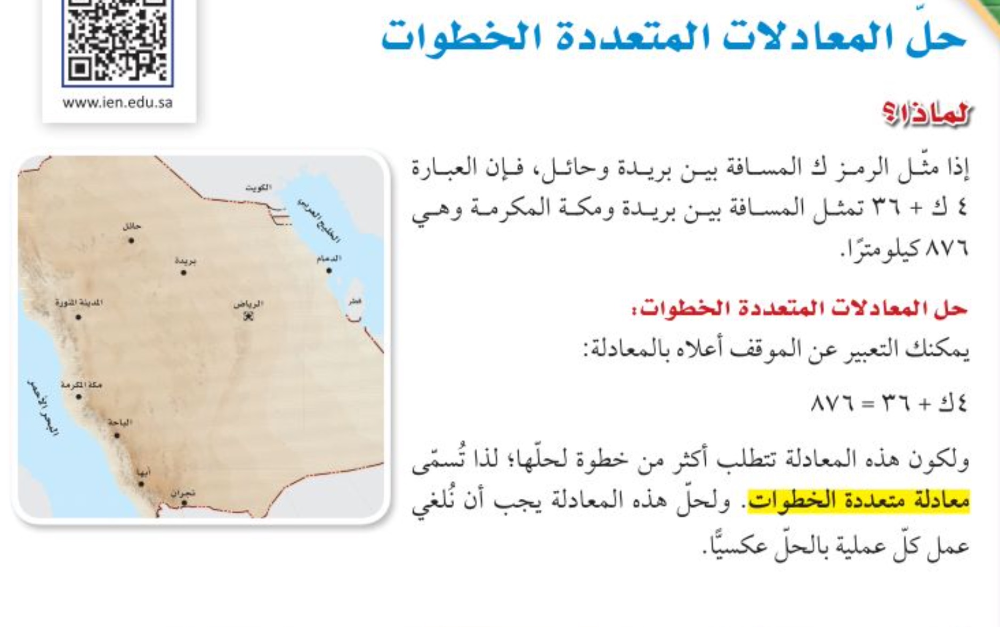 حلّ المعادلات المتعددة الخطوات
www.ien.edu.sa
لماذا؟
إذا مثّل الرمز ك المسافة بين بريدة وحائل، فإن العبارة
٤ ك + ٣٦ تمثل المسافة بين بريدة ومكة المكرمة وهي
٨٧٦ كيلومترًا.
حل المعادلات المتعددة الخطوات:
يمكنك التعبير عن الموقف أعلاه بالمعادلة:
٤ك + ٣٦ = ٨٧٦
ولكون هذه المعادلة تتطلب أكثر من خطوة لحلّها؛ لذا تُسمّى
معادلة متعددة الخطوات. ولحلّ هذه المعادلة يجب أن نُلغي
عمل كلّ عملية بالحلّ عكسيًّا.
الكويت
الخليج العربي
حائل
الدمام
بريدة
قطر
الرياض
المدينة المنورة
مكة المكرمة
البحر الأحمر
الباحة
أبها
نجران